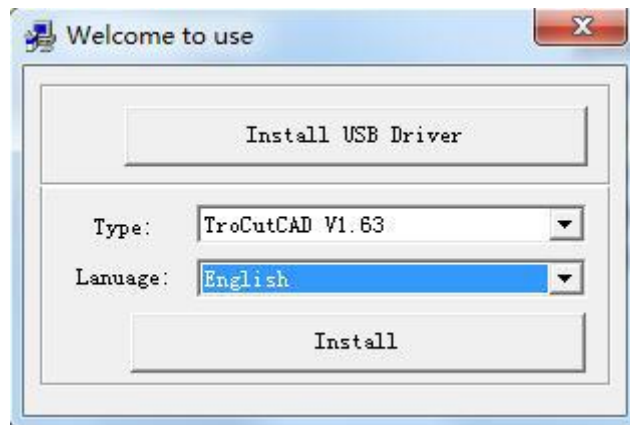 Welcome to use
Install USB Driver
Type: TroCutCAD V1.63
Lanuage: English
Install